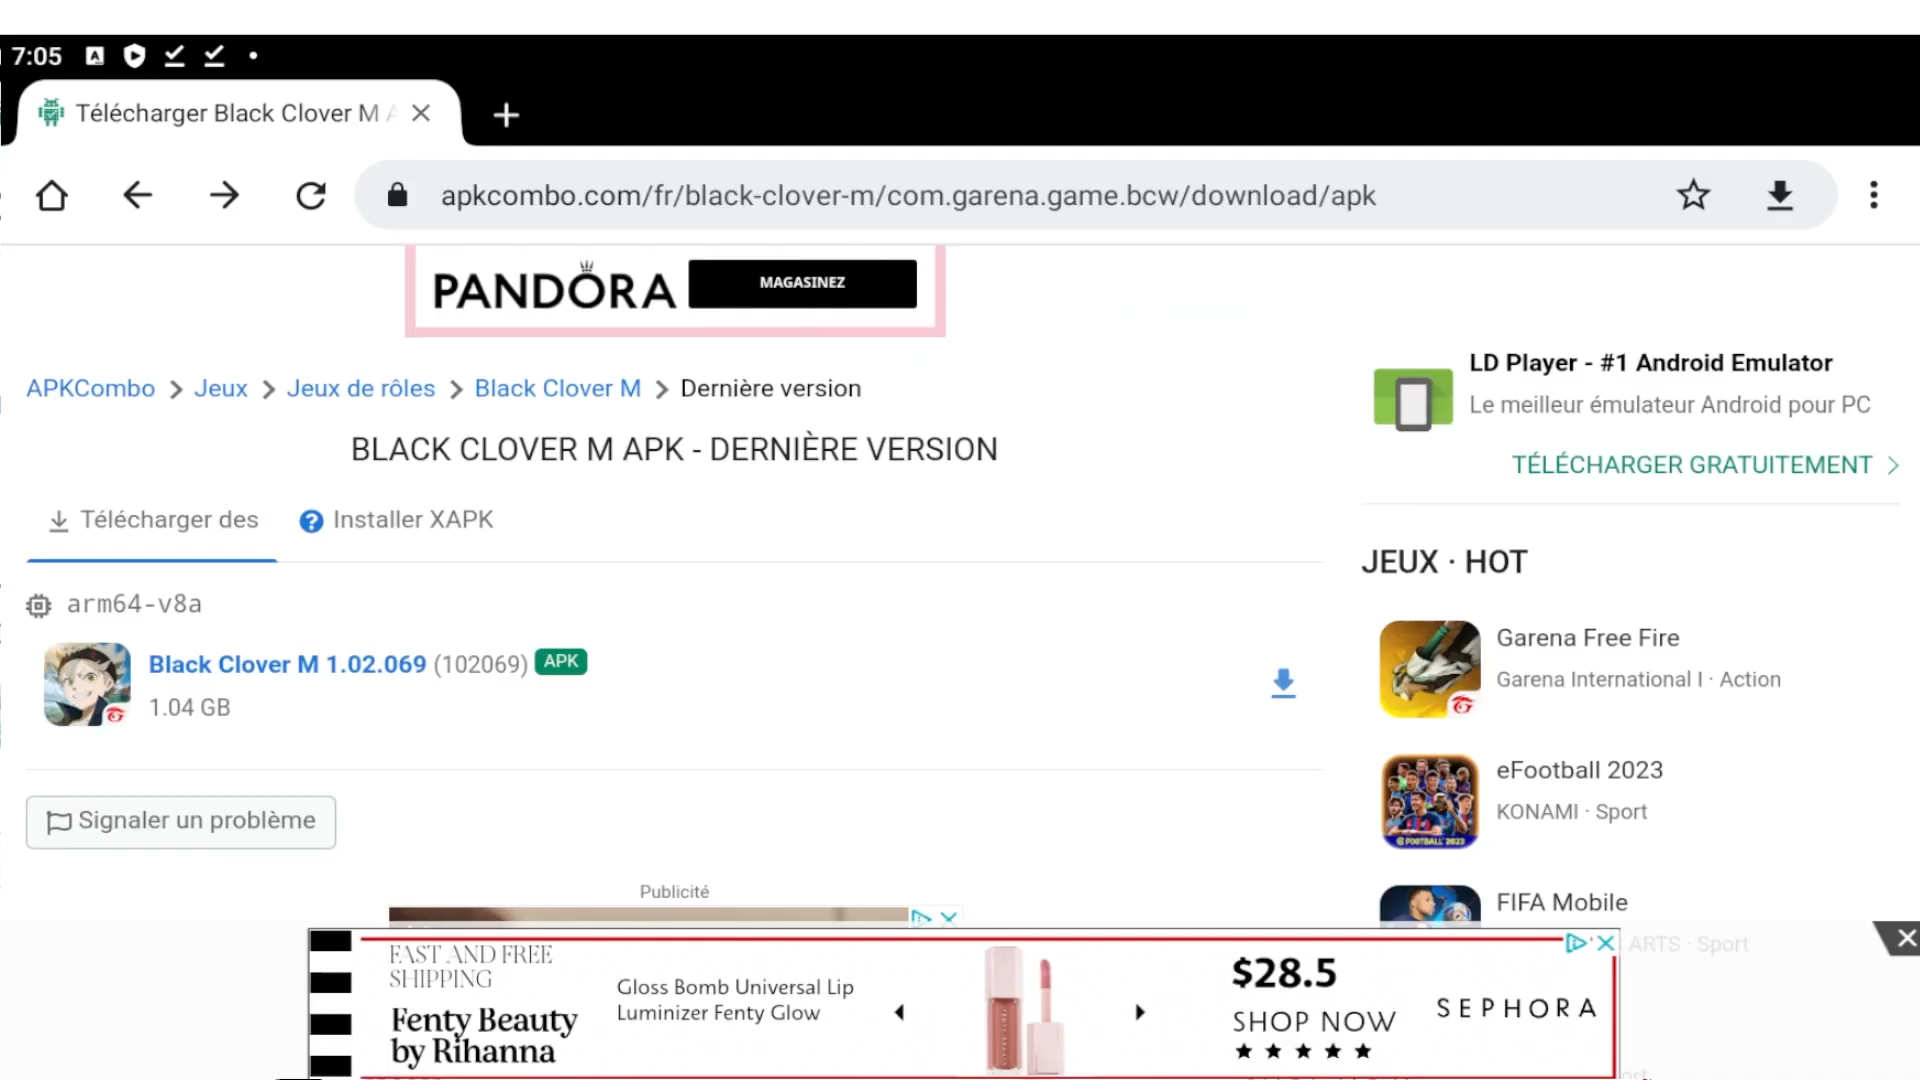 7:05
Télécharger Black Clover M A
apkcombo.com/fr/black-clover-m/com.garena.game.bcw/download/apk
PANDORA
MAGASINEZ
APKCombo > Jeux > Jeux de rôles > Black Clover M > Dernière version
BLACK CLOVER M APK - DERNIÈRE VERSION
Télécharger des
Installer XAPK
arm64-v8a
Black Clover M 1.02.069 (102069) APK
1.04 GB
Signaler un problème
Publicité
LD Player - #1 Android Emulator
Le meilleur émulateur Android pour PC
TÉLÉCHARGER GRATUITEMENT
JEUX · HOT
Garena Free Fire
Garena International I · Action
eFootball 2023
KONAMI · Sport
FIFA Mobile
ARTS · Sport
FAST AND FREE
SHIPPING
Fenty Beauty
by Rihanna
Gloss Bomb Universal Lip
Luminizer Fenty Glow
$28.5
SHOP NOW
SEPHORA